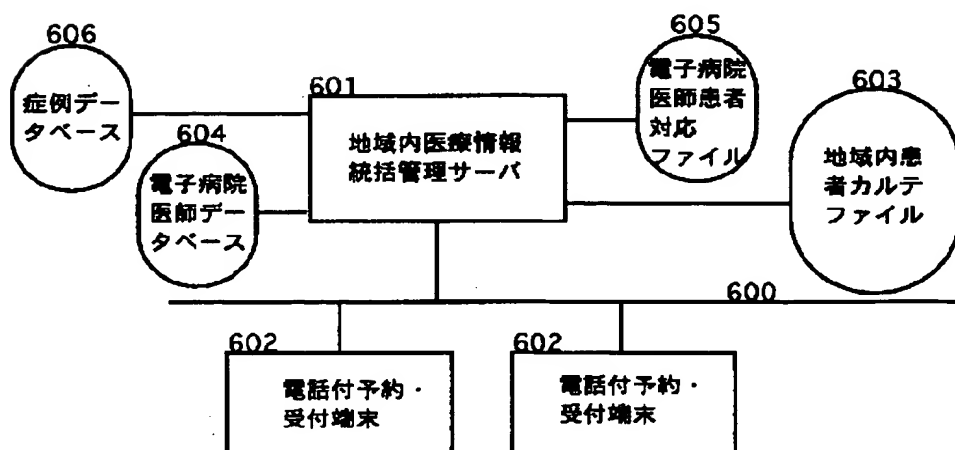 606
症例デー
タベース
604
電子病院
医師デー
タベース
601
地域内医療情報
統括管理サーバ
605
電子病院
医師患者
対応
ファイル
603
地域内患
者カルテ
ファイル
600
602
電話付予約・
受付端末
602
電話付予約・
受付端末